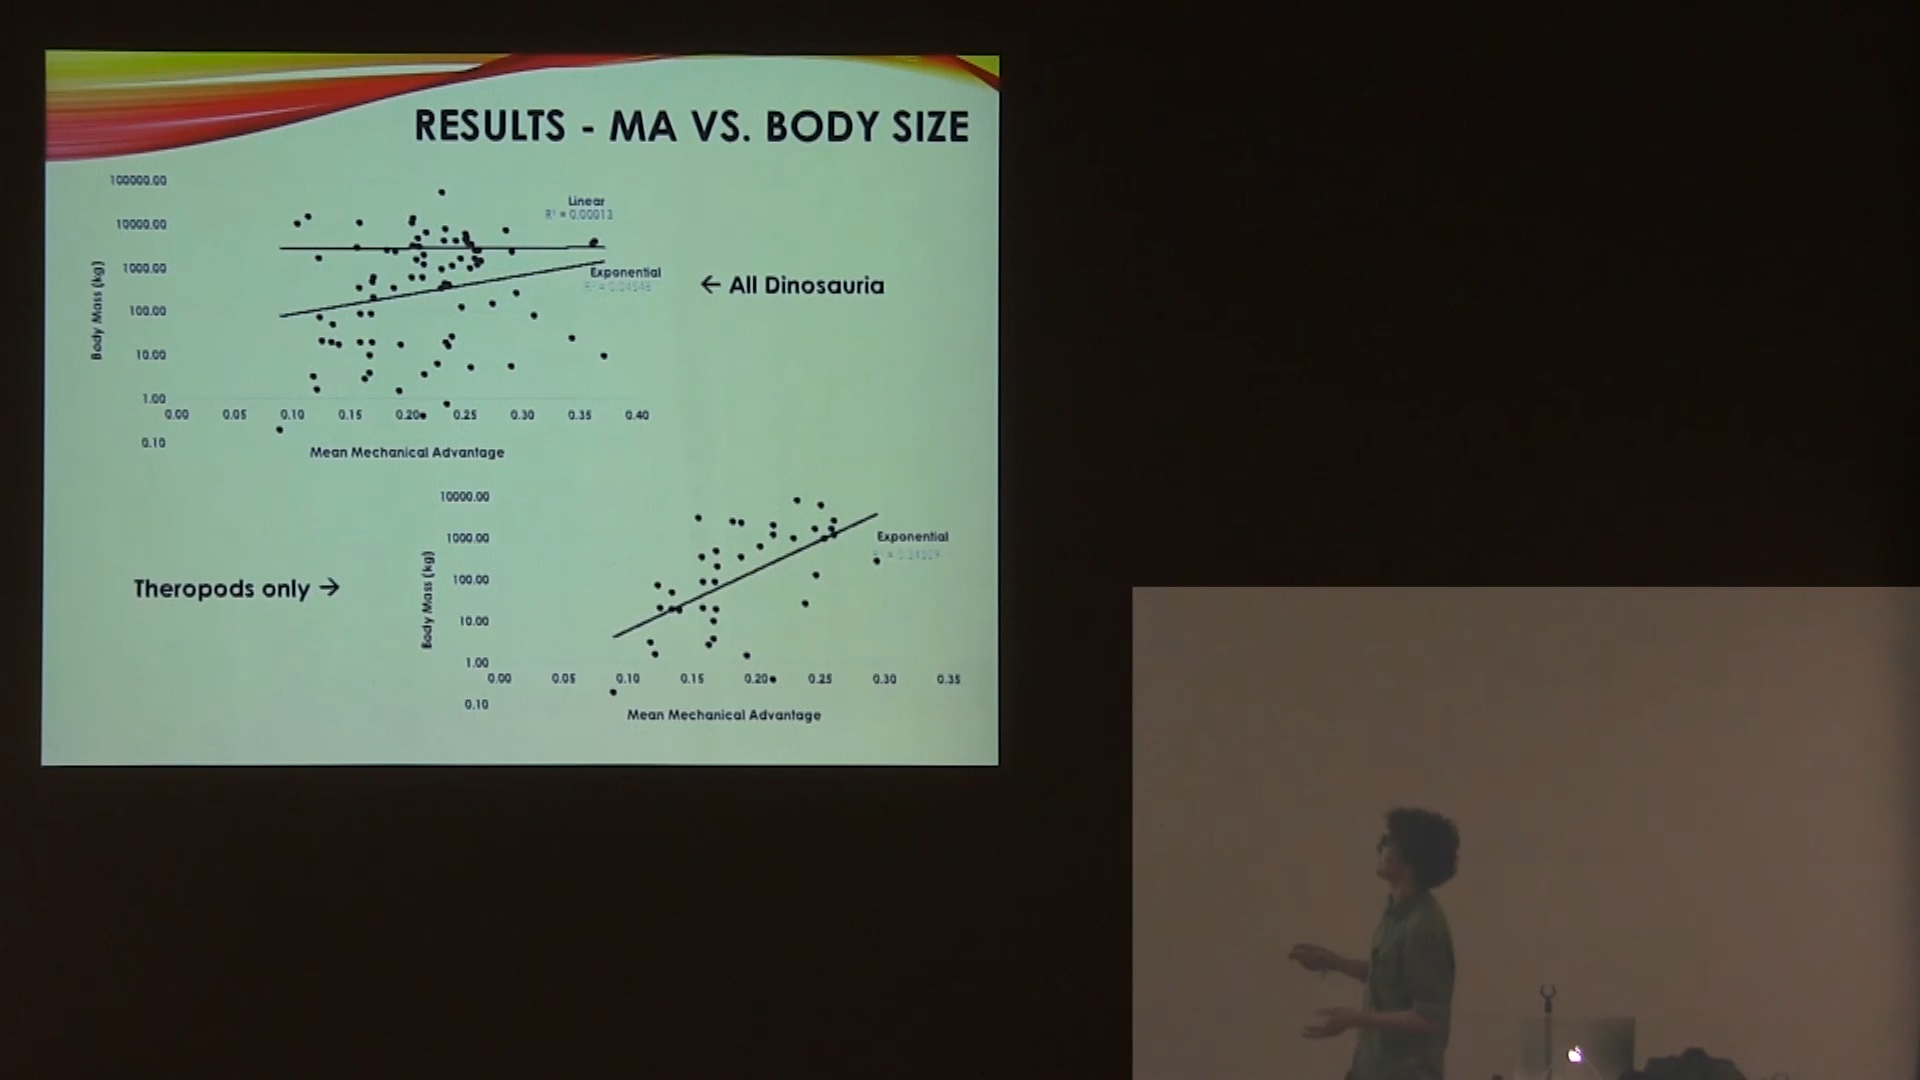 RESULTS - MA VS. BODY SIZE
100000.00
10000.00
1000.00
100.00
10.00
1.00
0.10
Body Mass (kg)
Linear
R² = 0.00013
Exponential
← All Dinosauria
0.00 0.05 0.10 0.15 0.20 0.25 0.30 0.35 0.40
Mean Mechanical Advantage
Theropods only →
10000.00
1000.00
100.00
10.00
1.00
0.10
Body Mass (kg)
Exponential
0.00 0.05 0.10 0.15 0.20 0.25 0.30 0.35
Mean Mechanical Advantage